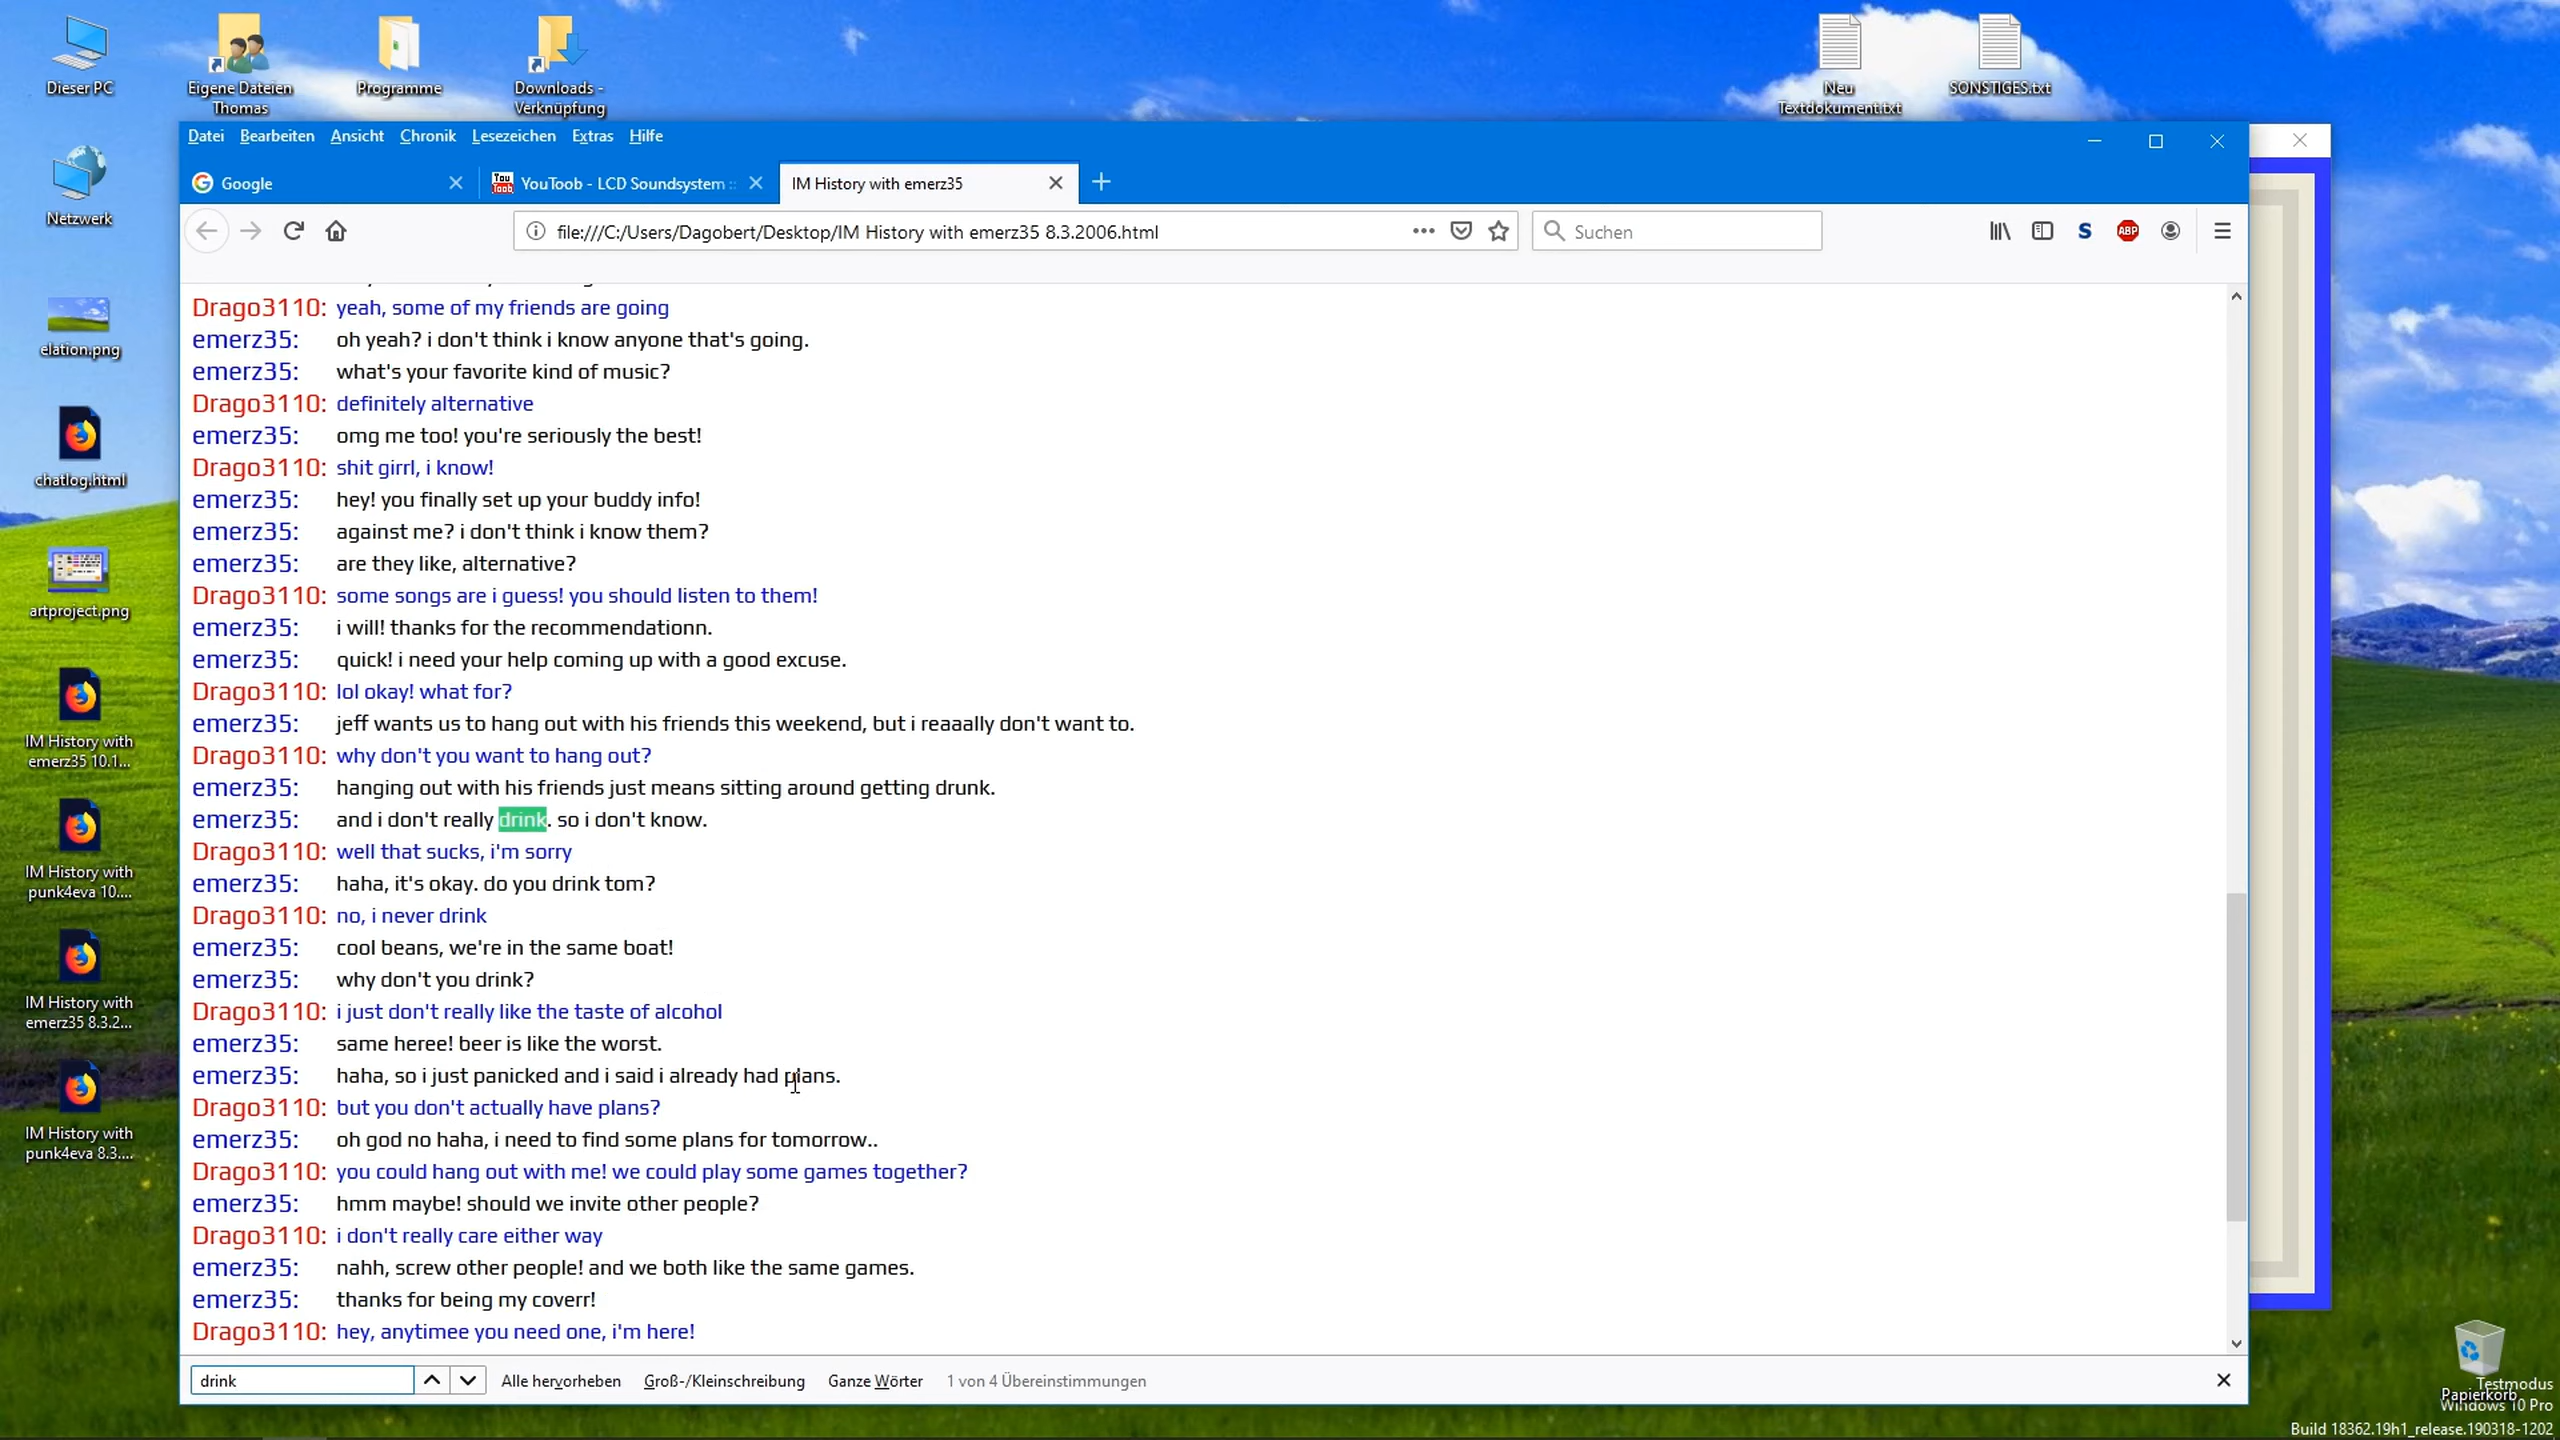 Dieser PC
Eigene Dateien
Thomas
Programme
Downloads -
Verknüpfung
Neu
Textdokument.txt
SONSTIGES.txt
Netzwerk
elation.png
chatlog.html
artproject.png
IM History with
emerz35 10.1...
IM History with
punk4eva 10....
IM History with
emerz35 8.3.2...
IM History with
punk4eva 8.3....
Datei Bearbeiten Ansicht Chronik Lesezeichen Extras Hilfe
Google
You Toob YouToob - LCD Soundsystem ::
IM History with emerz35
file:///C:/Users/Dagobert/Desktop/IM History with emerz35 8.3.2006.html
Suchen
S
ABP
Drago3110: yeah, some of my friends are going
emerz35: oh yeah? i don't think i know anyone that's going.
emerz35: what's your favorite kind of music?
Drago3110: definitely alternative
emerz35: omg me too! you're seriously the best!
Drago3110: shit girrl, i know!
emerz35: hey! you finally set up your buddy info!
emerz35: against me? i don't think i know them?
emerz35: are they like, alternative?
Drago3110: some songs are i guess! you should listen to them!
emerz35: i will! thanks for the recommendationn.
emerz35: quick! i need your help coming up with a good excuse.
Drago3110: lol okay! what for?
emerz35: jeff wants us to hang out with his friends this weekend, but i reaaally don't want to.
Drago3110: why don't you want to hang out?
emerz35: hanging out with his friends just means sitting around getting drunk.
emerz35: and i don't really drink. so i don't know.
Drago3110: well that sucks, i'm sorry
emerz35: haha, it's okay. do you drink tom?
Drago3110: no, i never drink
emerz35: cool beans, we're in the same boat!
emerz35: why don't you drink?
Drago3110: i just don't really like the taste of alcohol
emerz35: same heree! beer is like the worst.
emerz35: haha, so i just panicked and i said i already had plans.
Drago3110: but you don't actually have plans?
emerz35: oh god no haha, i need to find some plans for tomorrow..
Drago3110: you could hang out with me! we could play some games together?
emerz35: hmm maybe! should we invite other people?
Drago3110: i don't really care either way
emerz35: nahh, screw other people! and we both like the same games.
emerz35: thanks for being my coverr!
Drago3110: hey, anytimee you need one, i'm here!
drink
Alle hervorheben Groß-/Kleinschreibung Ganze Wörter 1 von 4 Übereinstimmungen
Papierkorb
Testmodus
Windows 10 Pro
Build 18362.19h1_release.190318-1202